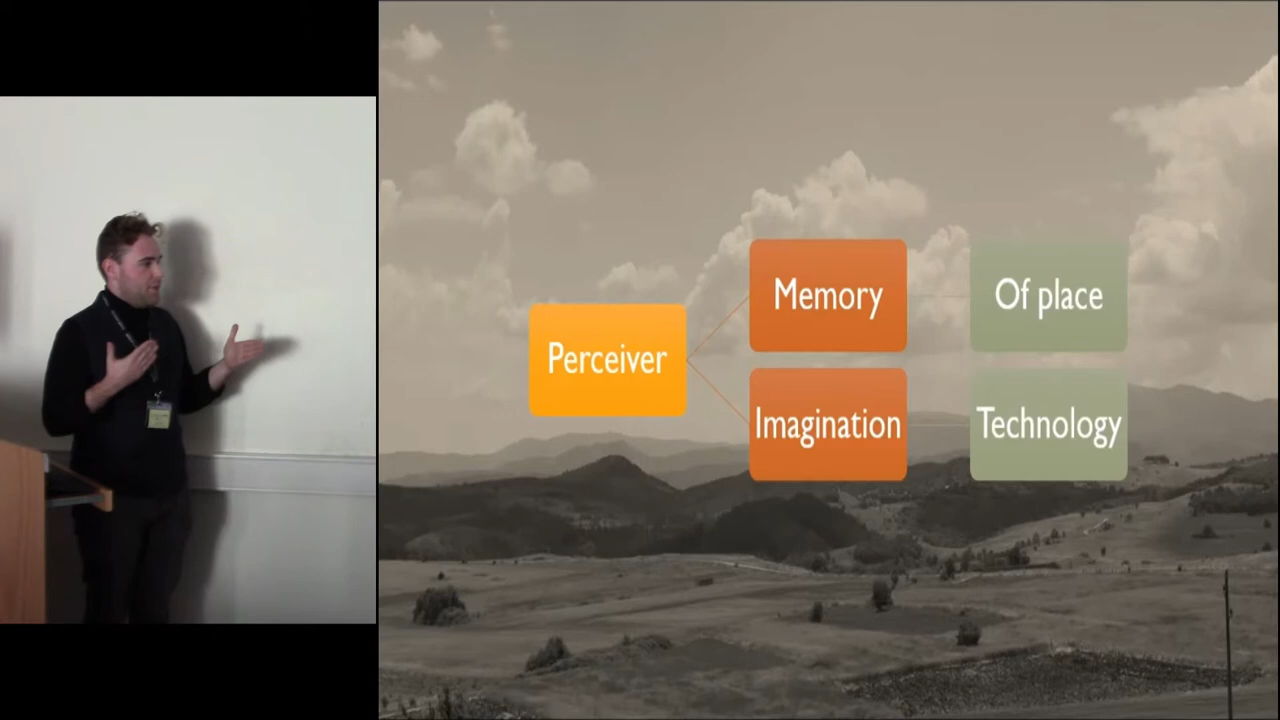 Perceiver
Memory
Of place
Imagination
Technology